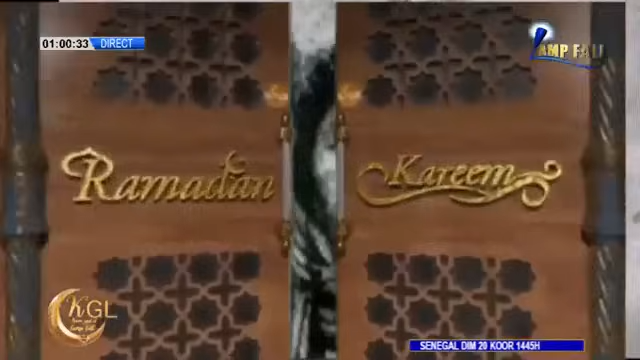 01:00:33 DIRECT
LAMP FALL
Ramadan Kareem
KGL
SENEGAL DIM 20 KOOR 1445H